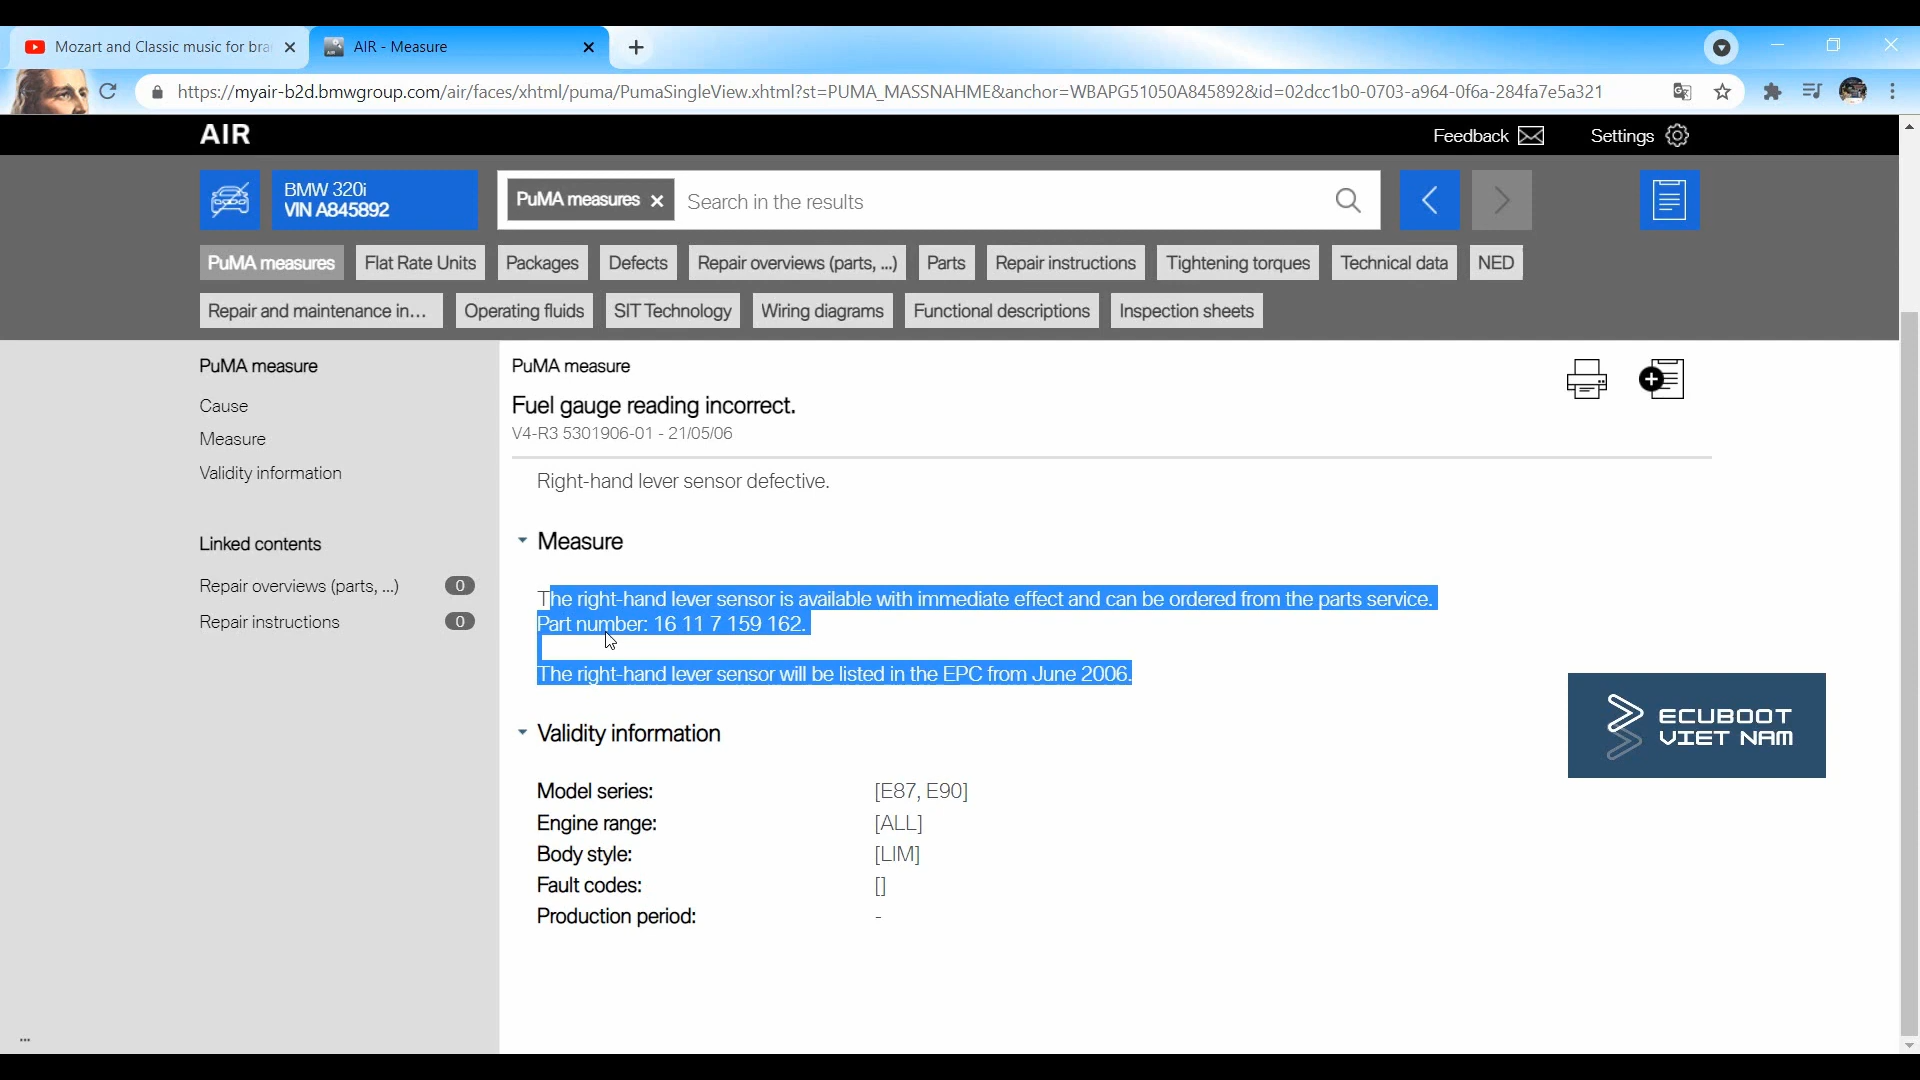 Mozart and Classic music for bra
AIR - Measure
https://myair-b2d.bmwgroup.com/air/faces/xhtml/puma/PumaSingleView.xhtml?st=PUMA_MASSNAHME&anchor=WBAPG51050A845892&id=02dcc1b0-0703-a964-0f6a-284fa7e5a321
AIR
Feedback
Settings
BMW 320i
VIN A845892
PuMA measures
Search in the results
PuMA measures
Flat Rate Units
Packages
Defects
Repair overviews (parts, ...)
Parts
Repair instructions
Tightening torques
Technical data
NED
Repair and maintenance in...
Operating fluids
SIT Technology
Wiring diagrams
Functional descriptions
Inspection sheets
PuMA measure
Cause
Measure
Validity information
Linked contents
Repair overviews (parts, ...) 0
Repair instructions 0
...
PuMA measure
Fuel gauge reading incorrect.
V4-R3 5301906-01 - 21/05/06
Right-hand lever sensor defective.
Measure
The right-hand lever sensor is available with immediate effect and can be ordered from the parts service.
Part number: 16 11 7 159 162.
The right-hand lever sensor will be listed in the EPC from June 2006.
Validity information
Model series: [E87, E90]
Engine range: [ALL]
Body style: [LIM]
Fault codes: []
Production period: -
ECUBOOT
VIET NAM